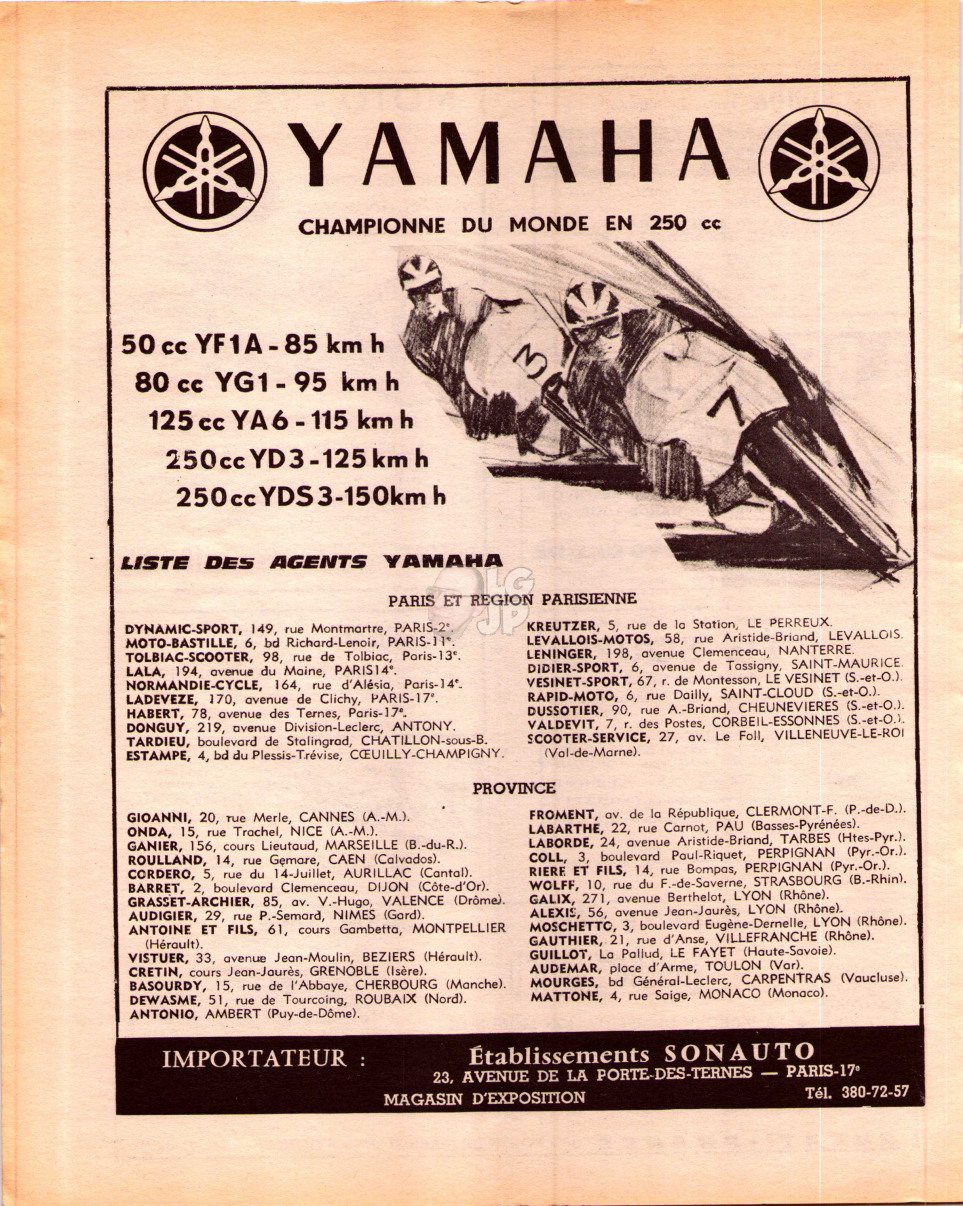 YAMAHA
CHAMPIONNE DU MONDE EN 250 cc
3
7
50 cc YF1A - 85 km h
80 cc YG1 - 95 km h
125 cc YA6 - 115 km h
250 cc YD3 - 125 km h
250 cc YDS3 - 150 km h
LISTE DES AGENTS YAMAHA
LG
JP
PARIS ET REGION PARISIENNE
DYNAMIC-SPORT, 149, rue Montmartre, PARIS-2e.
MOTO-BASTILLE, 6, bd Richard-Lenoir, PARIS-11e.
TOLBIAC-SCOOTER, 98, rue de Tolbiac, Paris-13e.
LALA, 194, avenue du Maine, PARIS14e.
NORMANDIE-CYCLE, 164, rue d'Alésia, Paris-14e.
LADEVEZE, 170, avenue de Clichy, PARIS-17e.
HABERT, 78, avenue des Ternes, Paris-17e.
DONGUY, 219, avenue Division-Leclerc, ANTONY.
TARDIEU, boulevard de Stalingrad, CHATILLON-sous-B.
ESTAMPE, 4, bd du Plessis-Trévise, CŒUILLY-CHAMPIGNY.
KREUTZER, 5, rue de la Station, LE PERREUX.
LEVALLOIS-MOTOS, 58, rue Aristide-Briand, LEVALLOIS.
LENINGER, 198, avenue Clemenceau, NANTERRE.
DIDIER-SPORT, 6, avenue de Tassigny, SAINT-MAURICE.
VESINET-SPORT, 67, r. de Montesson, LE VESINET (S.-et-O.).
RAPID-MOTO, 6, rue Dailly, SAINT-CLOUD (S.-et-O.).
DUSSOTIER, 90, rue A.-Briand, CHEUNEVIERES (S.-et-O.).
VALDEVIT, 7, r. des Postes, CORBEIL-ESSONNES (S.-et-O.).
SCOOTER-SERVICE, 27, av. Le Foll, VILLENEUVE-LE-ROI
(Val-de-Marne).
PROVINCE
GIOANNI, 20, rue Merle, CANNES (A.-M.).
ONDA, 15, rue Trachel, NICE (A.-M.).
GANIER, 156, cours Lieutaud, MARSEILLE (B.-du-R.).
ROULLAND, 14, rue Gemare, CAEN (Calvados).
CORDERO, 5, rue du 14-Juillet, AURILLAC (Cantal).
BARRET, 2, boulevard Clemenceau, DIJON (Côte-d'Or).
GRASSET-ARCHIER, 85, av. V.-Hugo, VALENCE (Drôme).
AUDIGIER, 29, rue P.-Semard, NIMES (Gard).
ANTOINE ET FILS, 61, cours Gambetta, MONTPELLIER
(Hérault).
VISTUER, 33, avenue Jean-Moulin, BEZIERS (Hérault).
CRETIN, cours Jean-Jaurès, GRENOBLE (Isère).
BASOURDY, 15, rue de l'Abbaye, CHERBOURG (Manche).
DEWASME, 51, rue de Tourcoing, ROUBAIX (Nord).
ANTONIO, AMBERT (Puy-de-Dôme).
FROMENT, av. de la République, CLERMONT-F. (P.-de-D.).
LABARTHE, 22, rue Carnot, PAU (Basses-Pyrénées).
LABORDE, 24, avenue Aristide-Briand, TARBES (Htes-Pyr.).
COLL, 3, boulevard Paul-Riquet, PERPIGNAN (Pyr.-Or.).
RIERE ET FILS, 14, rue Bompas, PERPIGNAN (Pyr.-Or.).
WOLFF, 10, rue du F.-de-Saverne, STRASBOURG (B.-Rhin).
GALIX, 271, avenue Berthelot, LYON (Rhône).
ALEXIS, 56, avenue Jean-Jaurès, LYON (Rhône).
MOSCHETTO, 3, boulevard Eugène-Dernelle, LYON (Rhône).
GAUTHIER, 21, rue d'Anse, VILLEFRANCHE (Rhône).
GUILLOT, La Pallud, LE FAYET (Haute-Savoie).
AUDEMAR, place d'Arme, TOULON (Var).
MOURGES, bd Général-Leclerc, CARPENTRAS (Vaucluse).
MATTONE, 4, rue Saige, MONACO (Monaco).
IMPORTATEUR : Établissements SONAUTO
23, AVENUE DE LA PORTE-DES-TERNES — PARIS-17e
MAGASIN D'EXPOSITION Tél. 380-72-57